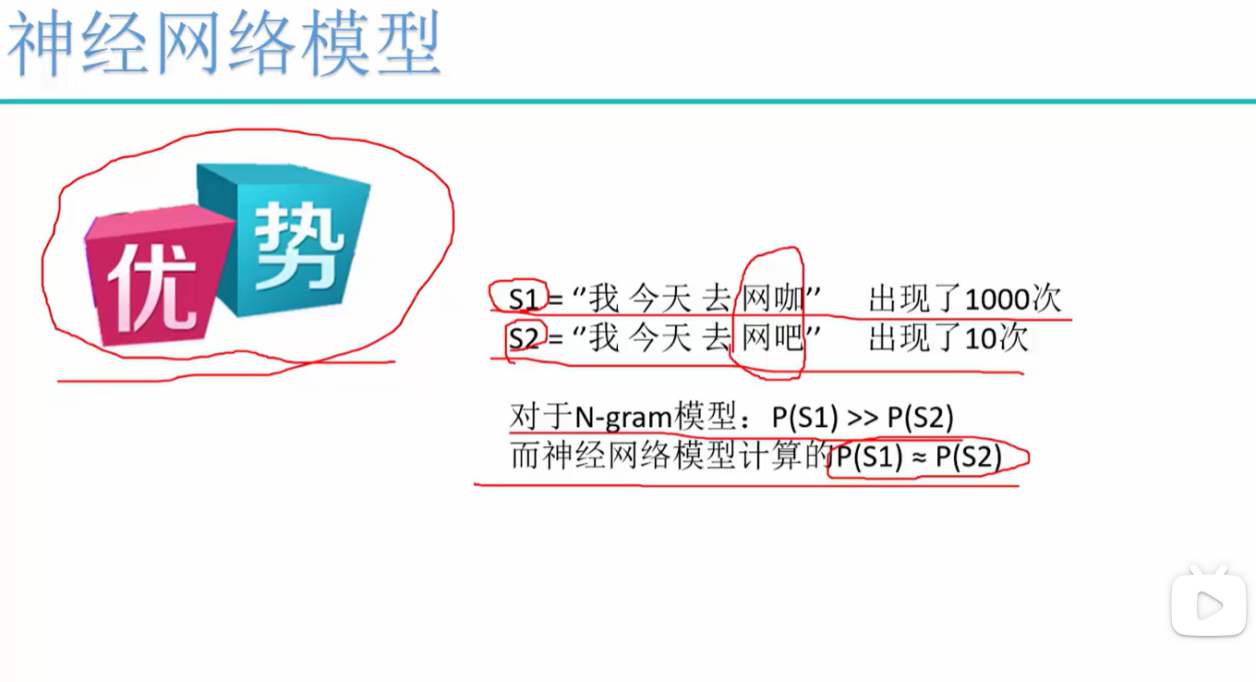 神经网络模型
优势
S1 = “我 今天 去 网咖” 出现了1000次
S2 = “我 今天 去 网吧” 出现了10次
对于N-gram模型：P(S1) >> P(S2)
而神经网络模型计算的P(S1) ≈ P(S2)